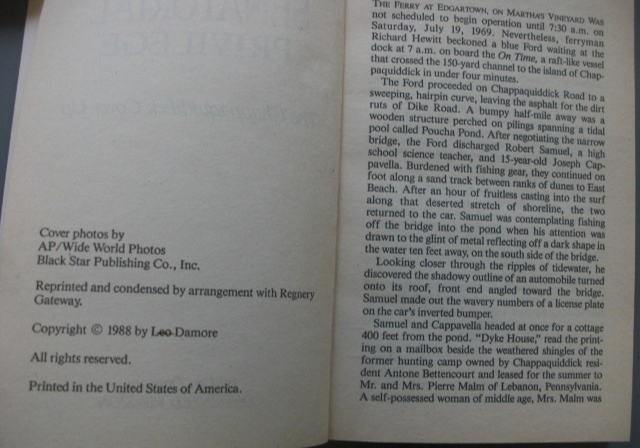 Cover photos by
AP/Wide World Photos
Black Star Publishing Co., Inc.
Reprinted and condensed by arrangement with Regnery
Gateway.
Copyright © 1988 by Leo Damore
All rights reserved.
Printed in the United States of America.
THE FERRY AT EDGARTOWN, ON MARTHA'S VINEYARD WAS
not scheduled to begin operation until 7:30 a.m. on
Saturday, July 19, 1969. Nevertheless, ferryman
Richard Hewitt beckoned a blue Ford waiting at the
dock at 7 a.m. on board the On Time, a raft-like vessel
that crossed the 150-yard channel to the island of Chap-
paquiddick in under four minutes.
The Ford proceeded on Chappaquiddick Road to a
sweeping, hairpin curve, leaving the asphalt for the dirt
ruts of Dike Road. A bumpy half-mile away was a
wooden structure perched on pilings spanning a tidal
pool called Poucha Pond. After negotiating the narrow
bridge, the Ford discharged Robert Samuel, a high
school science teacher, and 15-year-old Joseph Cap-
pavella. Burdened with fishing gear, they continued on
foot along a sand track between ranks of dunes to East
Beach. After an hour of fruitless casting into the surf
along that deserted stretch of shoreline, the two
returned to the car. Samuel was contemplating fishing
off the bridge into the pond when his attention was
drawn to the glint of metal reflecting off a dark shape in
the water ten feet away, on the south side of the bridge.
Looking closer through the ripples of tidewater, he
discovered the shadowy outline of an automobile turned
onto its roof, front end angled toward the bridge.
Samuel made out the wavery numbers of a license plate
on the car's inverted bumper.
Samuel and Cappavella headed at once for a cottage
400 feet from the pond. "Dyke House," read the print-
ing on a mailbox beside the weathered shingles of the
former hunting camp owned by Chappaquiddick resi-
dent Antone Bettencourt and leased for the summer to
Mr. and Mrs. Pierre Malm of Lebanon, Pennsylvania.
A self-possessed woman of middle age, Mrs. Malm was